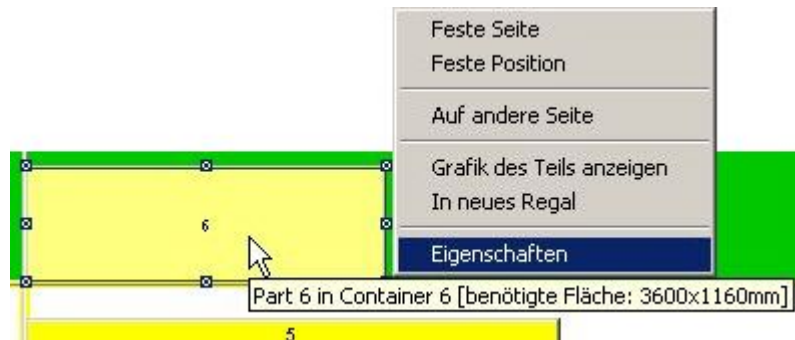 Feste Seite
Feste Position
Auf andere Seite
Grafik des Teils anzeigen
In neues Regal
Eigenschaften
6
Part 6 in Container 6 [benötigte Fläche: 3600x1160mm]
5